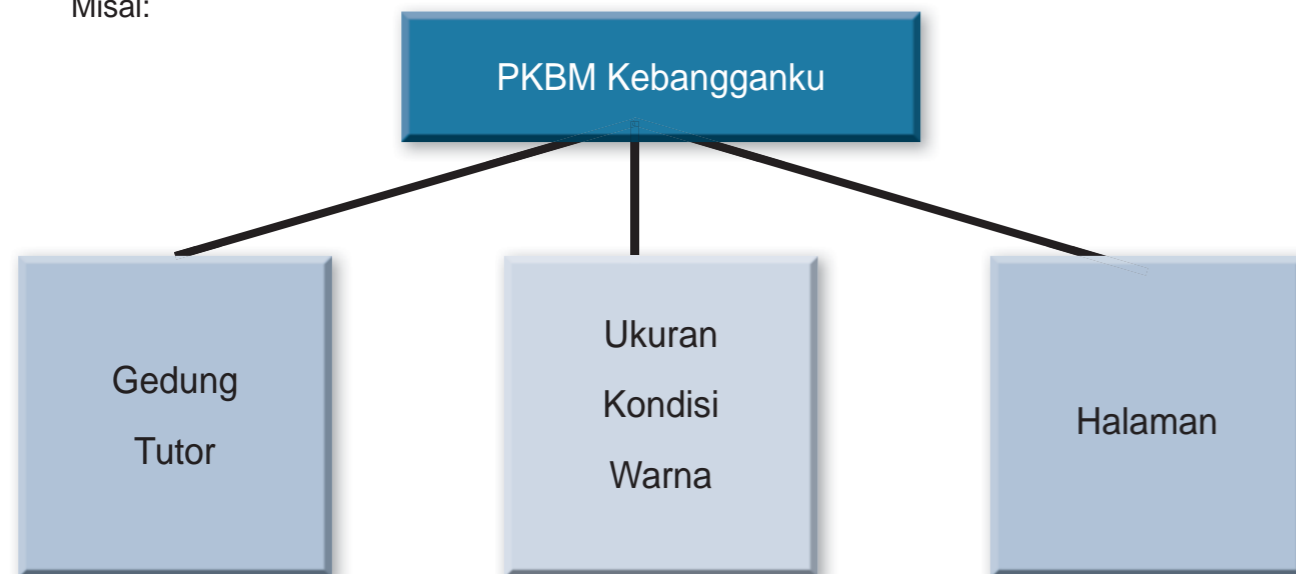 Misal:
PKBM Kebangganku
Gedung
Tutor
Ukuran
Kondisi
Warna
Halaman